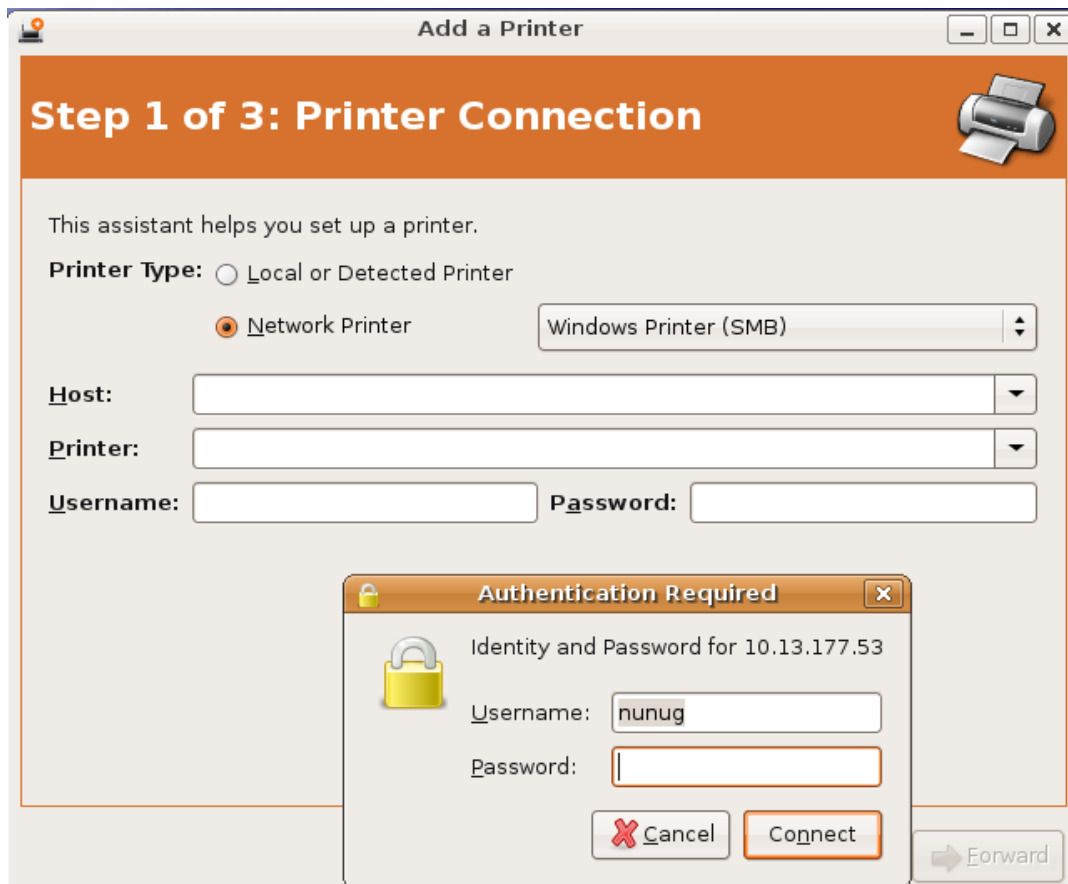 Add a Printer
Step 1 of 3: Printer Connection
This assistant helps you set up a printer.
Printer Type: Local or Detected Printer
Network Printer Windows Printer (SMB)
Host:
Printer:
Username: Password:
Authentication Required
Identity and Password for 10.13.177.53
Username: nunug
Password:
Cancel Connect
Forward